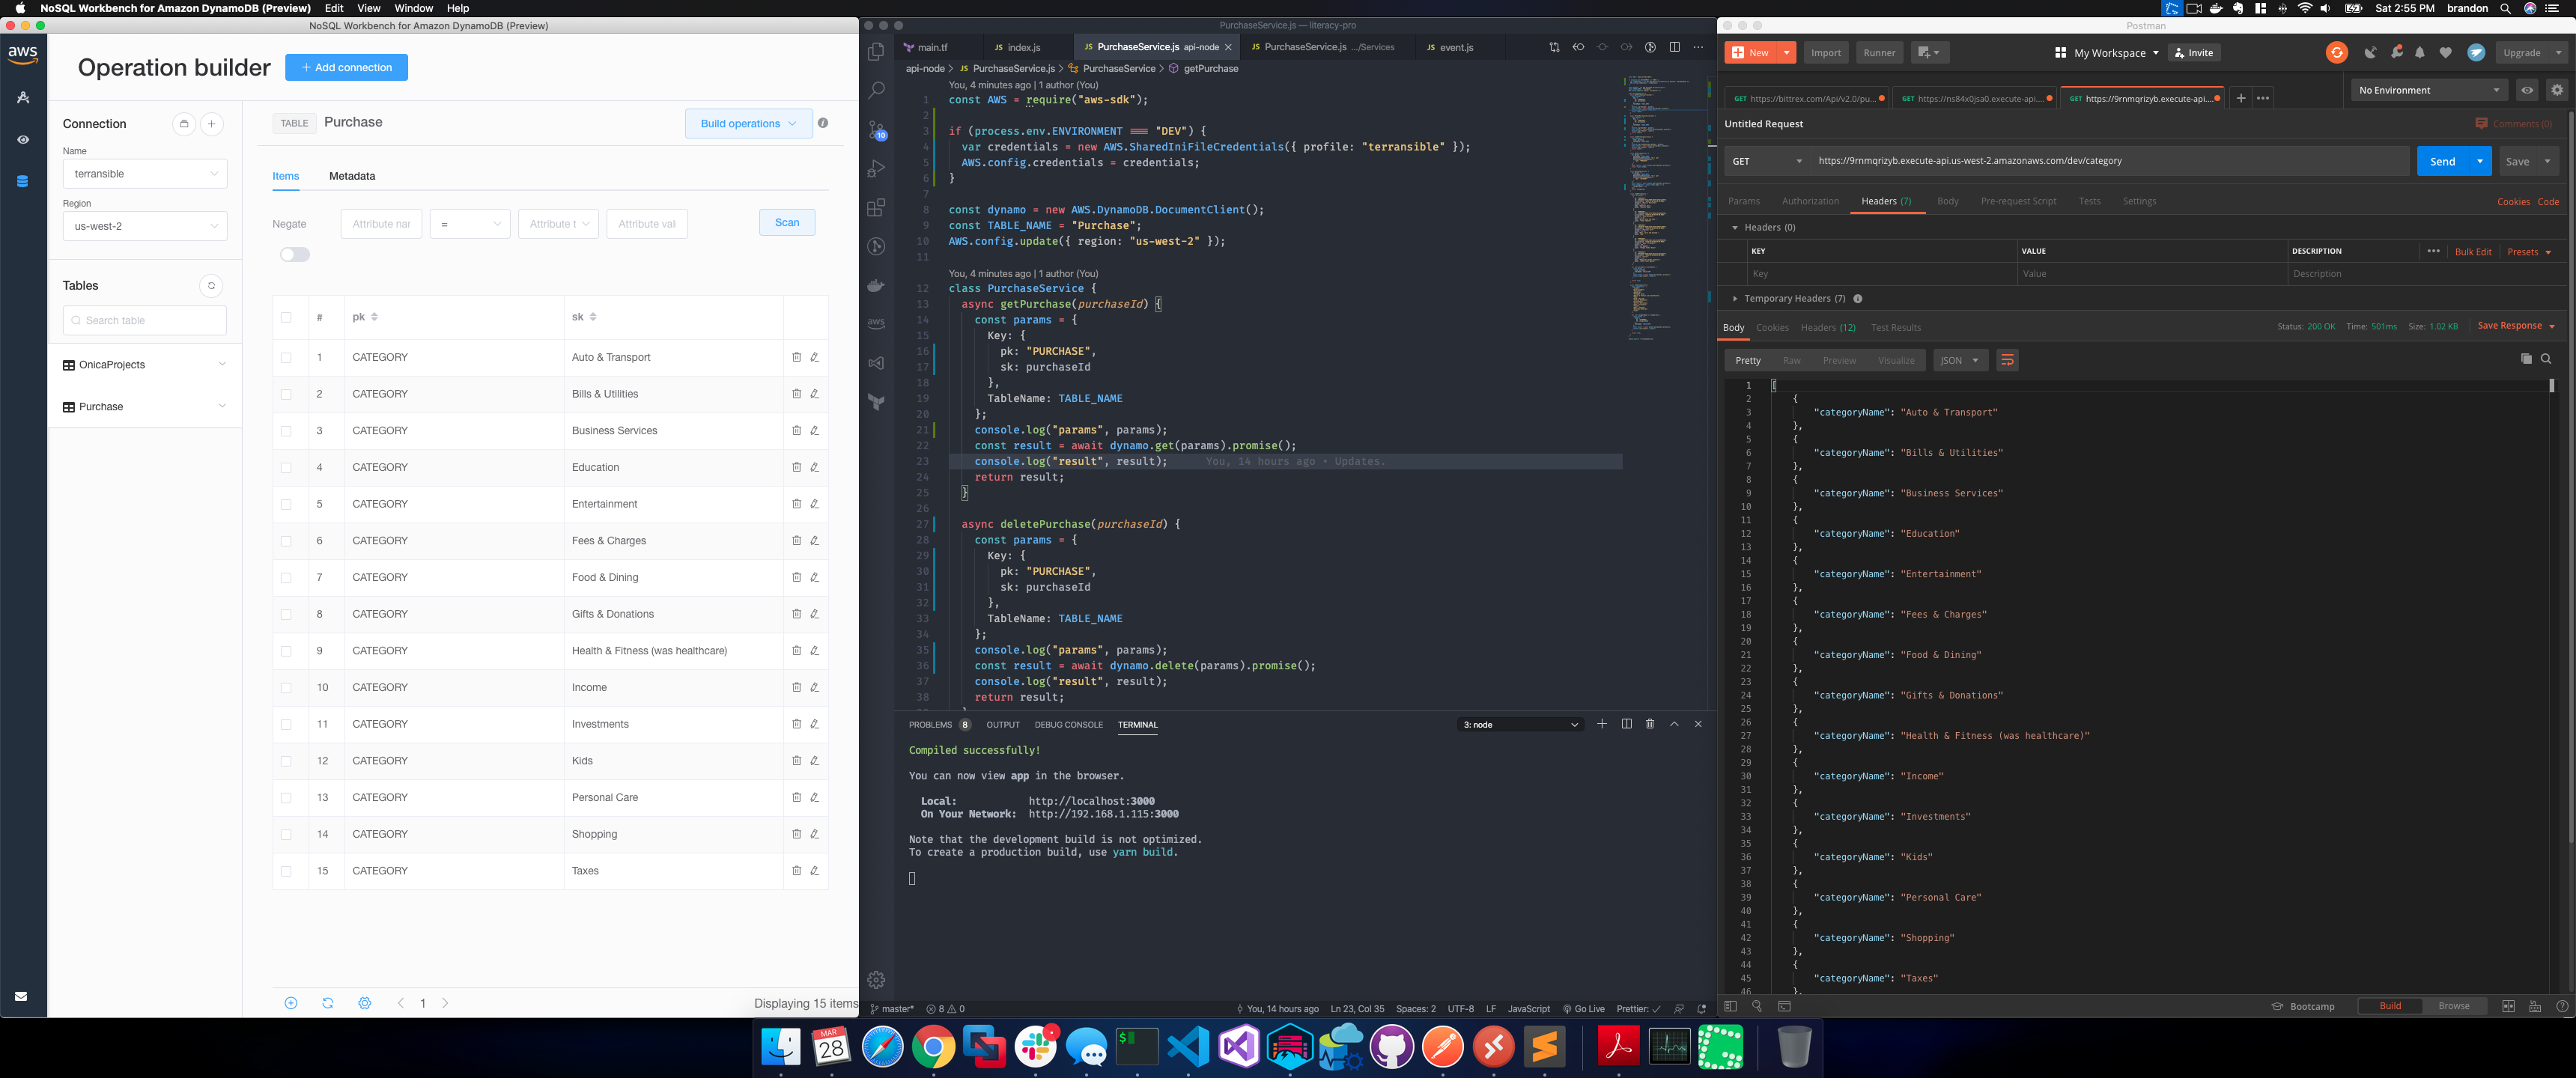 NoSQL Workbench for Amazon DynamoDB (Preview) Edit View Window Help
Sat 2:55 PM brandon
NoSQL Workbench for Amazon DynamoDB (Preview)
aws
Operation builder
+ Add connection
Connection
Name
terransible
Region
us-west-2
Tables
Search table
OnicaProjects
Purchase
TABLE Purchase
Build operations
Items Metadata
Negate
Attribute nar
=
Attribute t
Attribute valu
Scan
# pk sk
1 CATEGORY Auto & Transport
2 CATEGORY Bills & Utilities
3 CATEGORY Business Services
4 CATEGORY Education
5 CATEGORY Entertainment
6 CATEGORY Fees & Charges
7 CATEGORY Food & Dining
8 CATEGORY Gifts & Donations
9 CATEGORY Health & Fitness (was healthcare)
10 CATEGORY Income
11 CATEGORY Investments
12 CATEGORY Kids
13 CATEGORY Personal Care
14 CATEGORY Shopping
15 CATEGORY Taxes
1
Displaying 15 items
PurchaseService.js — literacy-pro
main.tf
JS index.js
JS PurchaseService.js api-node
JS PurchaseService.js .../Services
JS event.js
api-node > JS PurchaseService.js > PurchaseService > getPurchase
10
aws
You, 4 minutes ago | 1 author (You)
1 const AWS = require("aws-sdk");
2
3 if (process.env.ENVIRONMENT === "DEV") {
4 var credentials = new AWS.SharedIniFileCredentials({ profile: "terransible" });
5 AWS.config.credentials = credentials;
6 }
7
8 const dynamo = new AWS.DynamoDB.DocumentClient();
9 const TABLE_NAME = "Purchase";
10 AWS.config.update({ region: "us-west-2" });
11
You, 4 minutes ago | 1 author (You)
12 class PurchaseService {
13 async getPurchase(purchaseId) {
14 const params = {
15 Key: {
16 pk: "PURCHASE",
17 sk: purchaseId
18 },
19 TableName: TABLE_NAME
20 };
21 console.log("params", params);
22 const result = await dynamo.get(params).promise();
23 console.log("result", result); You, 14 hours ago • Updates.
24 return result;
25 }
26
27 async deletePurchase(purchaseId) {
28 const params = {
29 Key: {
30 pk: "PURCHASE",
31 sk: purchaseId
32 },
33 TableName: TABLE_NAME
34 };
35 console.log("params", params);
36 const result = await dynamo.delete(params).promise();
37 console.log("result", result);
38 return result;
PROBLEMS 8 OUTPUT DEBUG CONSOLE TERMINAL
3: node
Compiled successfully!
You can now view app in the browser.
Local: http://localhost:3000
On Your Network: http://192.168.1.115:3000
Note that the development build is not optimized.
To create a production build, use yarn build.
master* 8 0
You, 14 hours ago Ln 23, Col 35 Spaces: 2 UTF-8 LF JavaScript Go Live Prettier: ✓
Postman
New Import Runner
My Workspace Invite
Upgrade
GET https://bittrex.com/Api/v2.0/pu...
GET https://ns84x0jsa0.execute-api....
GET https://9rnmqrizyb.execute-api....
No Environment
Untitled Request
Comments (0)
GET
https://9rnmqrizyb.execute-api.us-west-2.amazonaws.com/dev/category
Send Save
Params Authorization Headers (7) Body Pre-request Script Tests Settings
Cookies Code
Headers (0)
KEY VALUE DESCRIPTION
Bulk Edit Presets
Key Value Description
Temporary Headers (7)
Body Cookies Headers (12) Test Results
Status: 200 OK Time: 501ms Size: 1.02 KB Save Response
Pretty Raw Preview Visualize JSON
1 [
2 {
3 "categoryName": "Auto & Transport"
4 },
5 {
6 "categoryName": "Bills & Utilities"
7 },
8 {
9 "categoryName": "Business Services"
10 },
11 {
12 "categoryName": "Education"
13 },
14 {
15 "categoryName": "Entertainment"
16 },
17 {
18 "categoryName": "Fees & Charges"
19 },
20 {
21 "categoryName": "Food & Dining"
22 },
23 {
24 "categoryName": "Gifts & Donations"
25 },
26 {
27 "categoryName": "Health & Fitness (was healthcare)"
28 },
29 {
30 "categoryName": "Income"
31 },
32 {
33 "categoryName": "Investments"
34 },
35 {
36 "categoryName": "Kids"
37 },
38 {
39 "categoryName": "Personal Care"
40 },
41 {
42 "categoryName": "Shopping"
43 },
44 {
45 "categoryName": "Taxes"
46 },
Bootcamp Build Browse
MAR
28